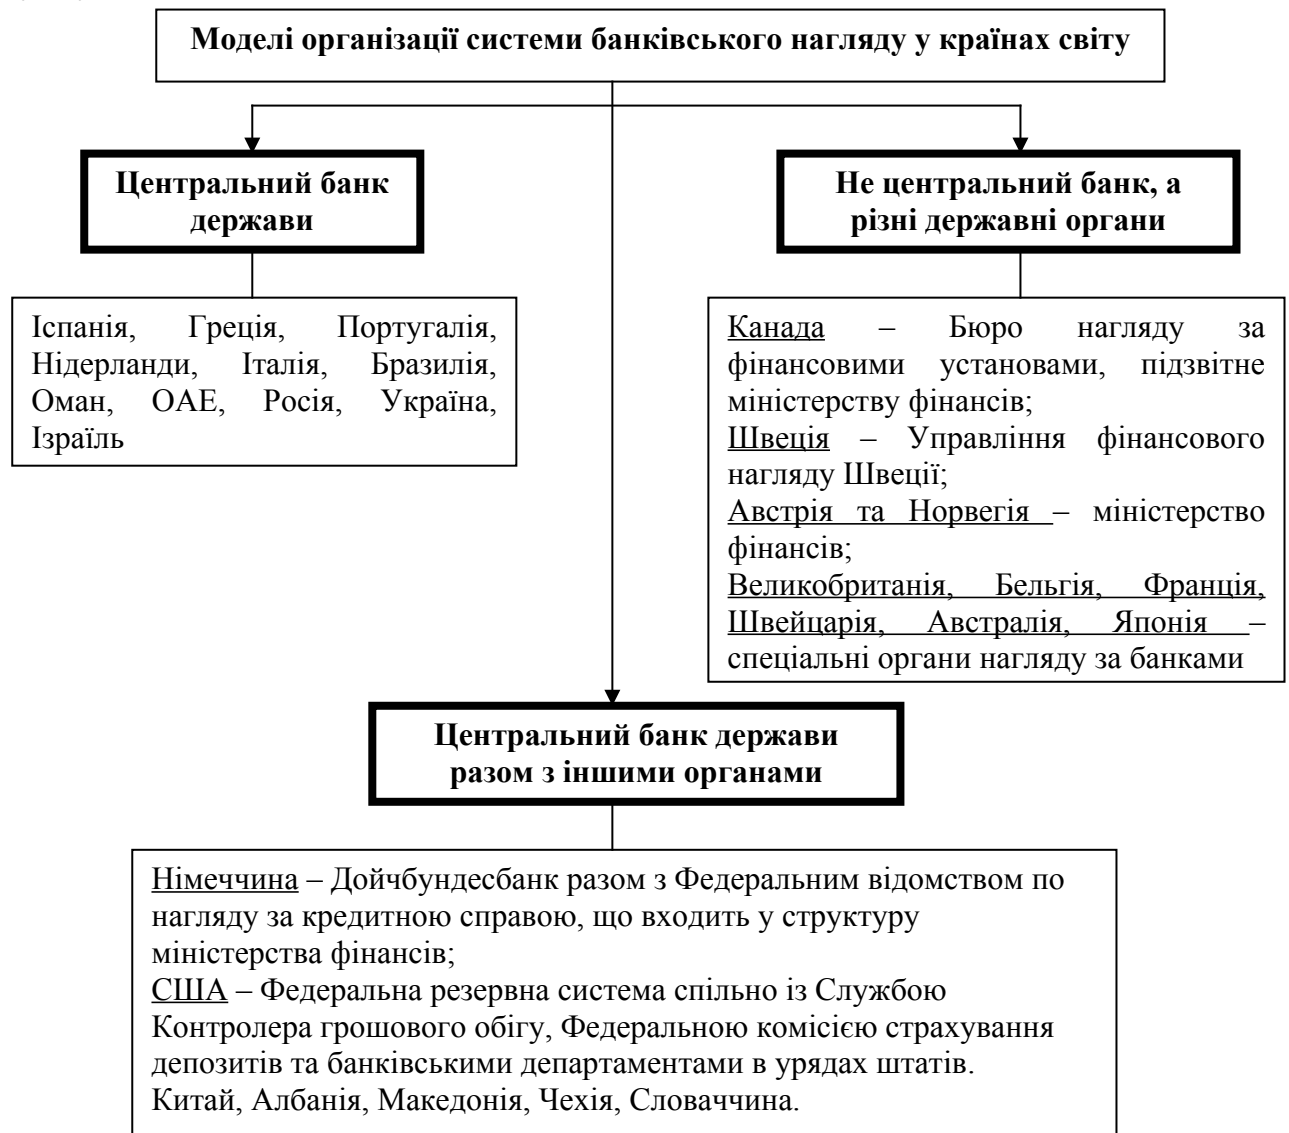 Моделі організації системи банківського нагляду у країнах світу
Центральний банк
держави
Іспанія, Греція, Португалія,
Нідерланди, Італія, Бразилія,
Оман, ОАЕ, Росія, Україна,
Ізраїль
Не центральний банк, а
різні державні органи
Канада – Бюро нагляду за
фінансовими установами, підзвітне
міністерству фінансів;
Швеція – Управління фінансового
нагляду Швеції;
Австрія та Норвегія – міністерство
фінансів;
Великобританія, Бельгія, Франція,
Швейцарія, Австралія, Японія –
спеціальні органи нагляду за банками
Центральний банк держави
разом з іншими органами
Німеччина – Дойчбундесбанк разом з Федеральним відомством по
нагляду за кредитною справою, що входить у структуру
міністерства фінансів;
США – Федеральна резервна система спільно із Службою
Контролера грошового обігу, Федеральною комісією страхування
депозитів та банківськими департаментами в урядах штатів.
Китай, Албанія, Македонія, Чехія, Словаччина.